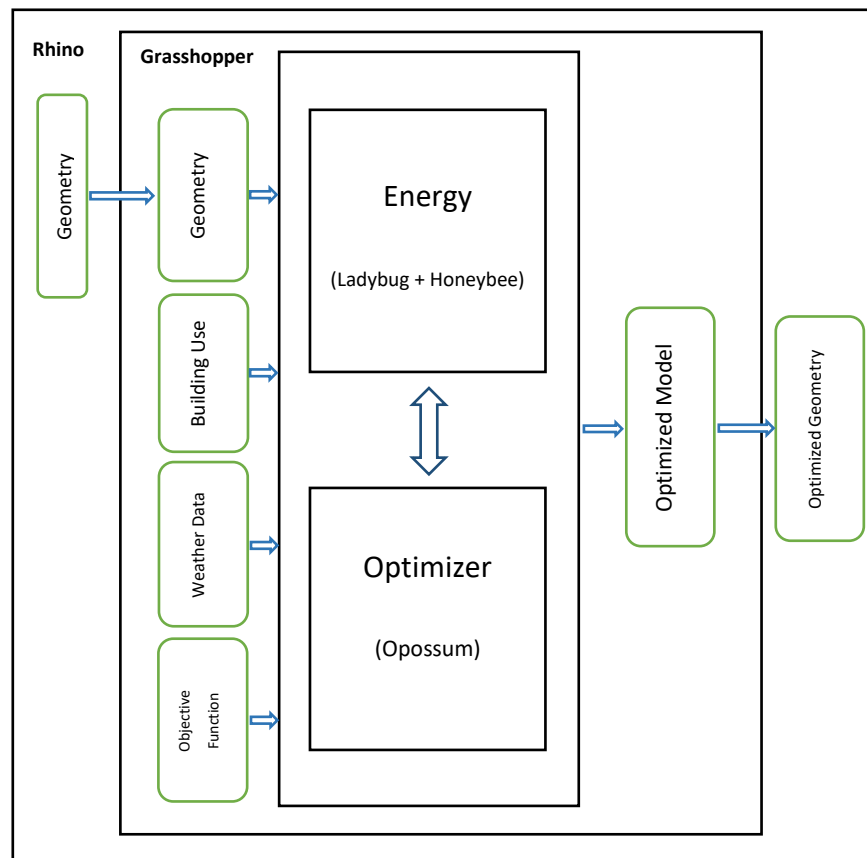 Rhino
Grasshopper
Geometry
Geometry
Building Use
Weather Data
Objective
Function
Energy
(Ladybug + Honeybee)
Optimizer
(Opossum)
Optimized Model
Optimized Geometry